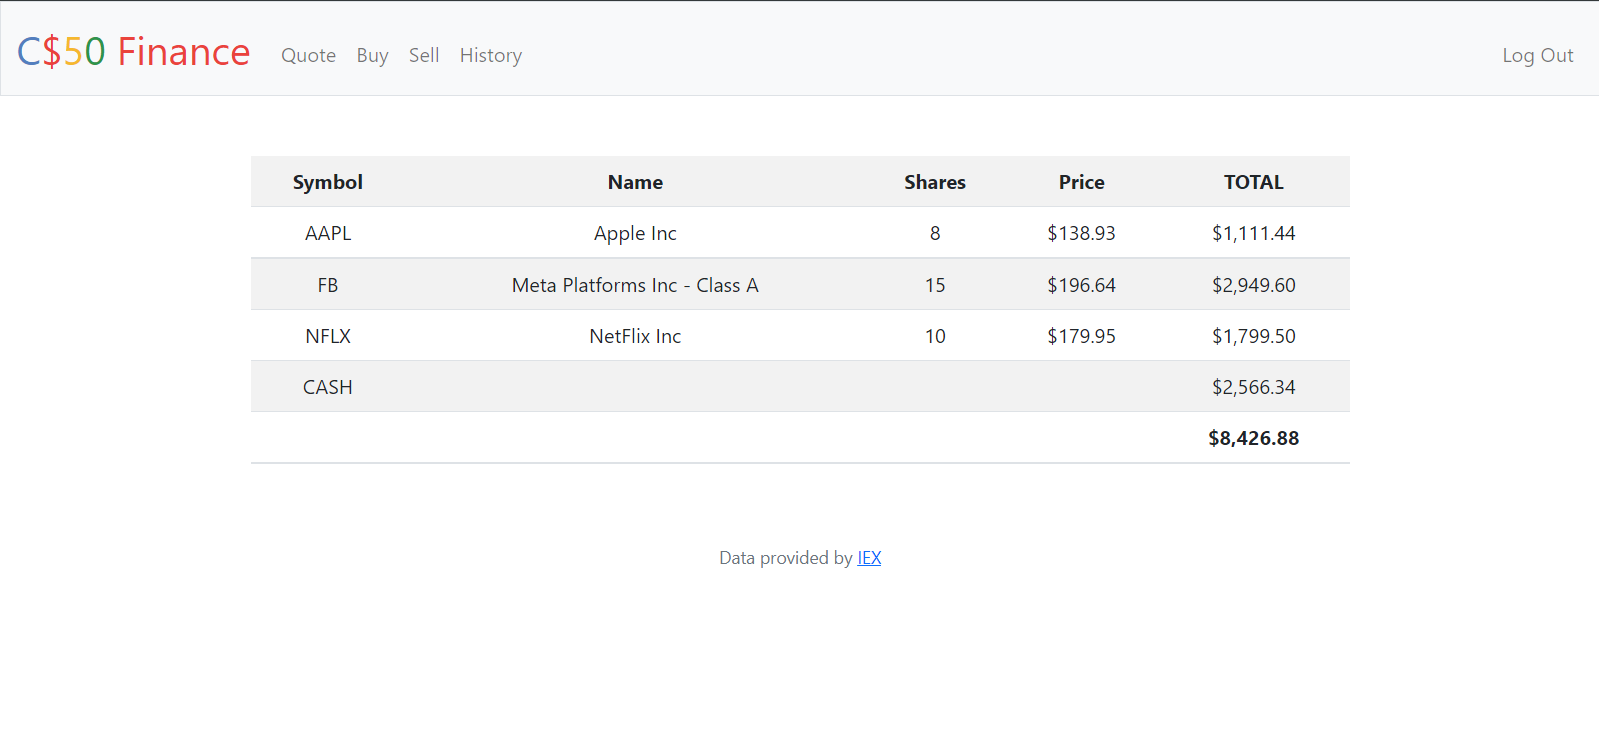 C$50 Finance Quote Buy Sell History Log Out
Symbol Name Shares Price TOTAL
AAPL Apple Inc 8 $138.93 $1,111.44
FB Meta Platforms Inc - Class A 15 $196.64 $2,949.60
NFLX NetFlix Inc 10 $179.95 $1,799.50
CASH $2,566.34
$8,426.88
Data provided by IEX